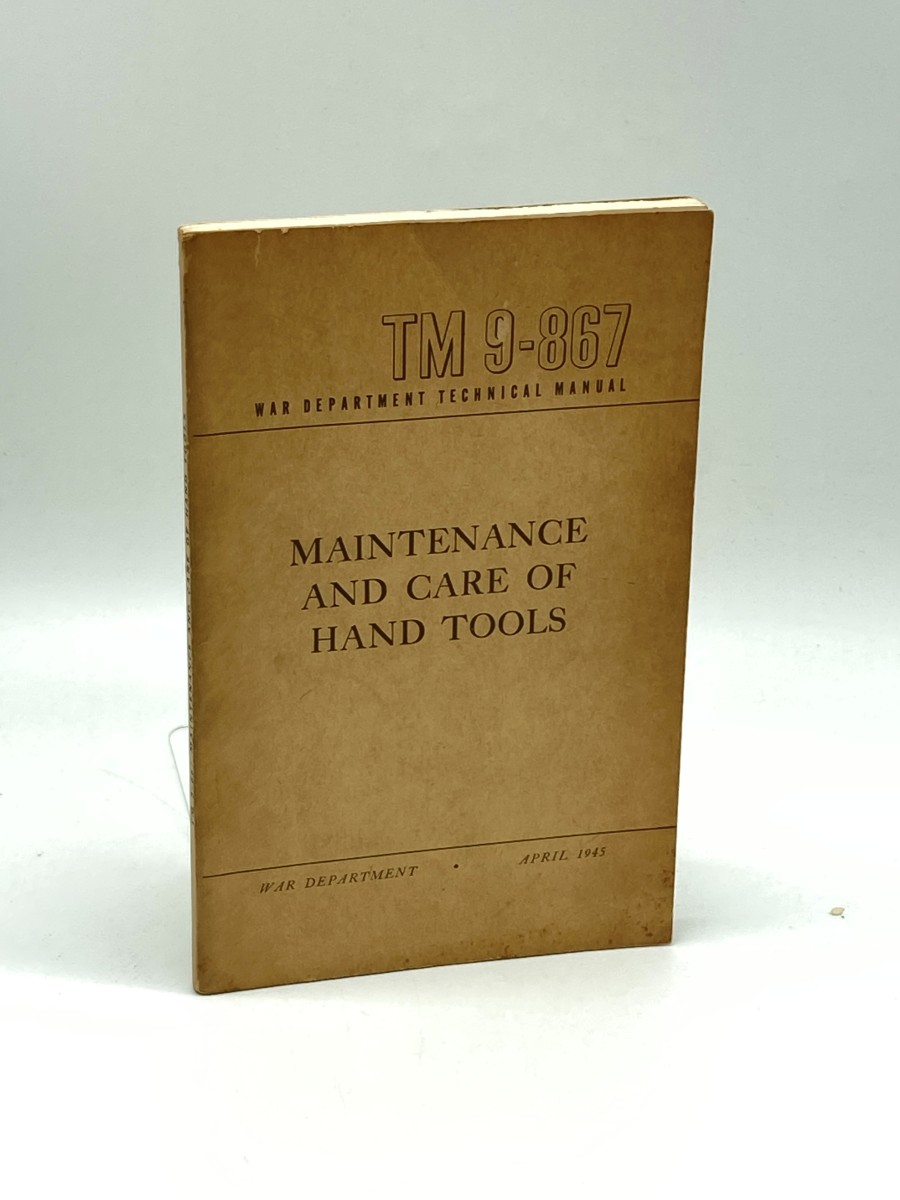 TM 9-867
WAR DEPARTMENT TECHNICAL MANUAL
MAINTENANCE
AND CARE OF
HAND TOOLS
WAR DEPARTMENT • APRIL 1945